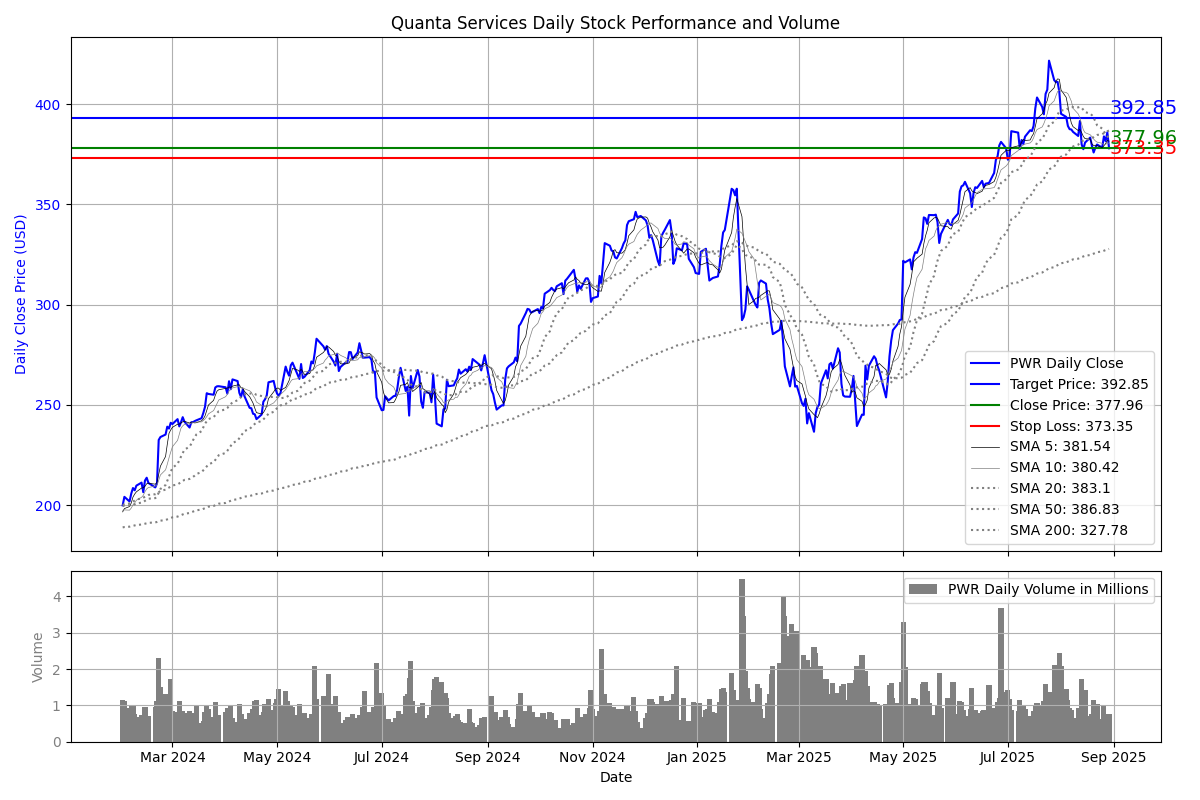 Quanta Services Daily Stock Performance and Volume
Daily Close Price (USD)
400
350
300
250
200
392.85
377.96
373.35
PWR Daily Close
Target Price: 392.85
Close Price: 377.96
Stop Loss: 373.35
SMA 5: 381.54
SMA 10: 380.42
SMA 20: 383.1
SMA 50: 386.83
SMA 200: 327.78
Volume
4
3
2
1
0
PWR Daily Volume in Millions
Mar 2024
May 2024
Jul 2024
Sep 2024
Nov 2024
Jan 2025
Mar 2025
May 2025
Jul 2025
Sep 2025
Date